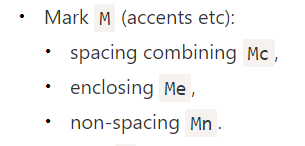 • Mark M (accents etc):
• spacing combining Mc,
• enclosing Me,
• non-spacing Mn.